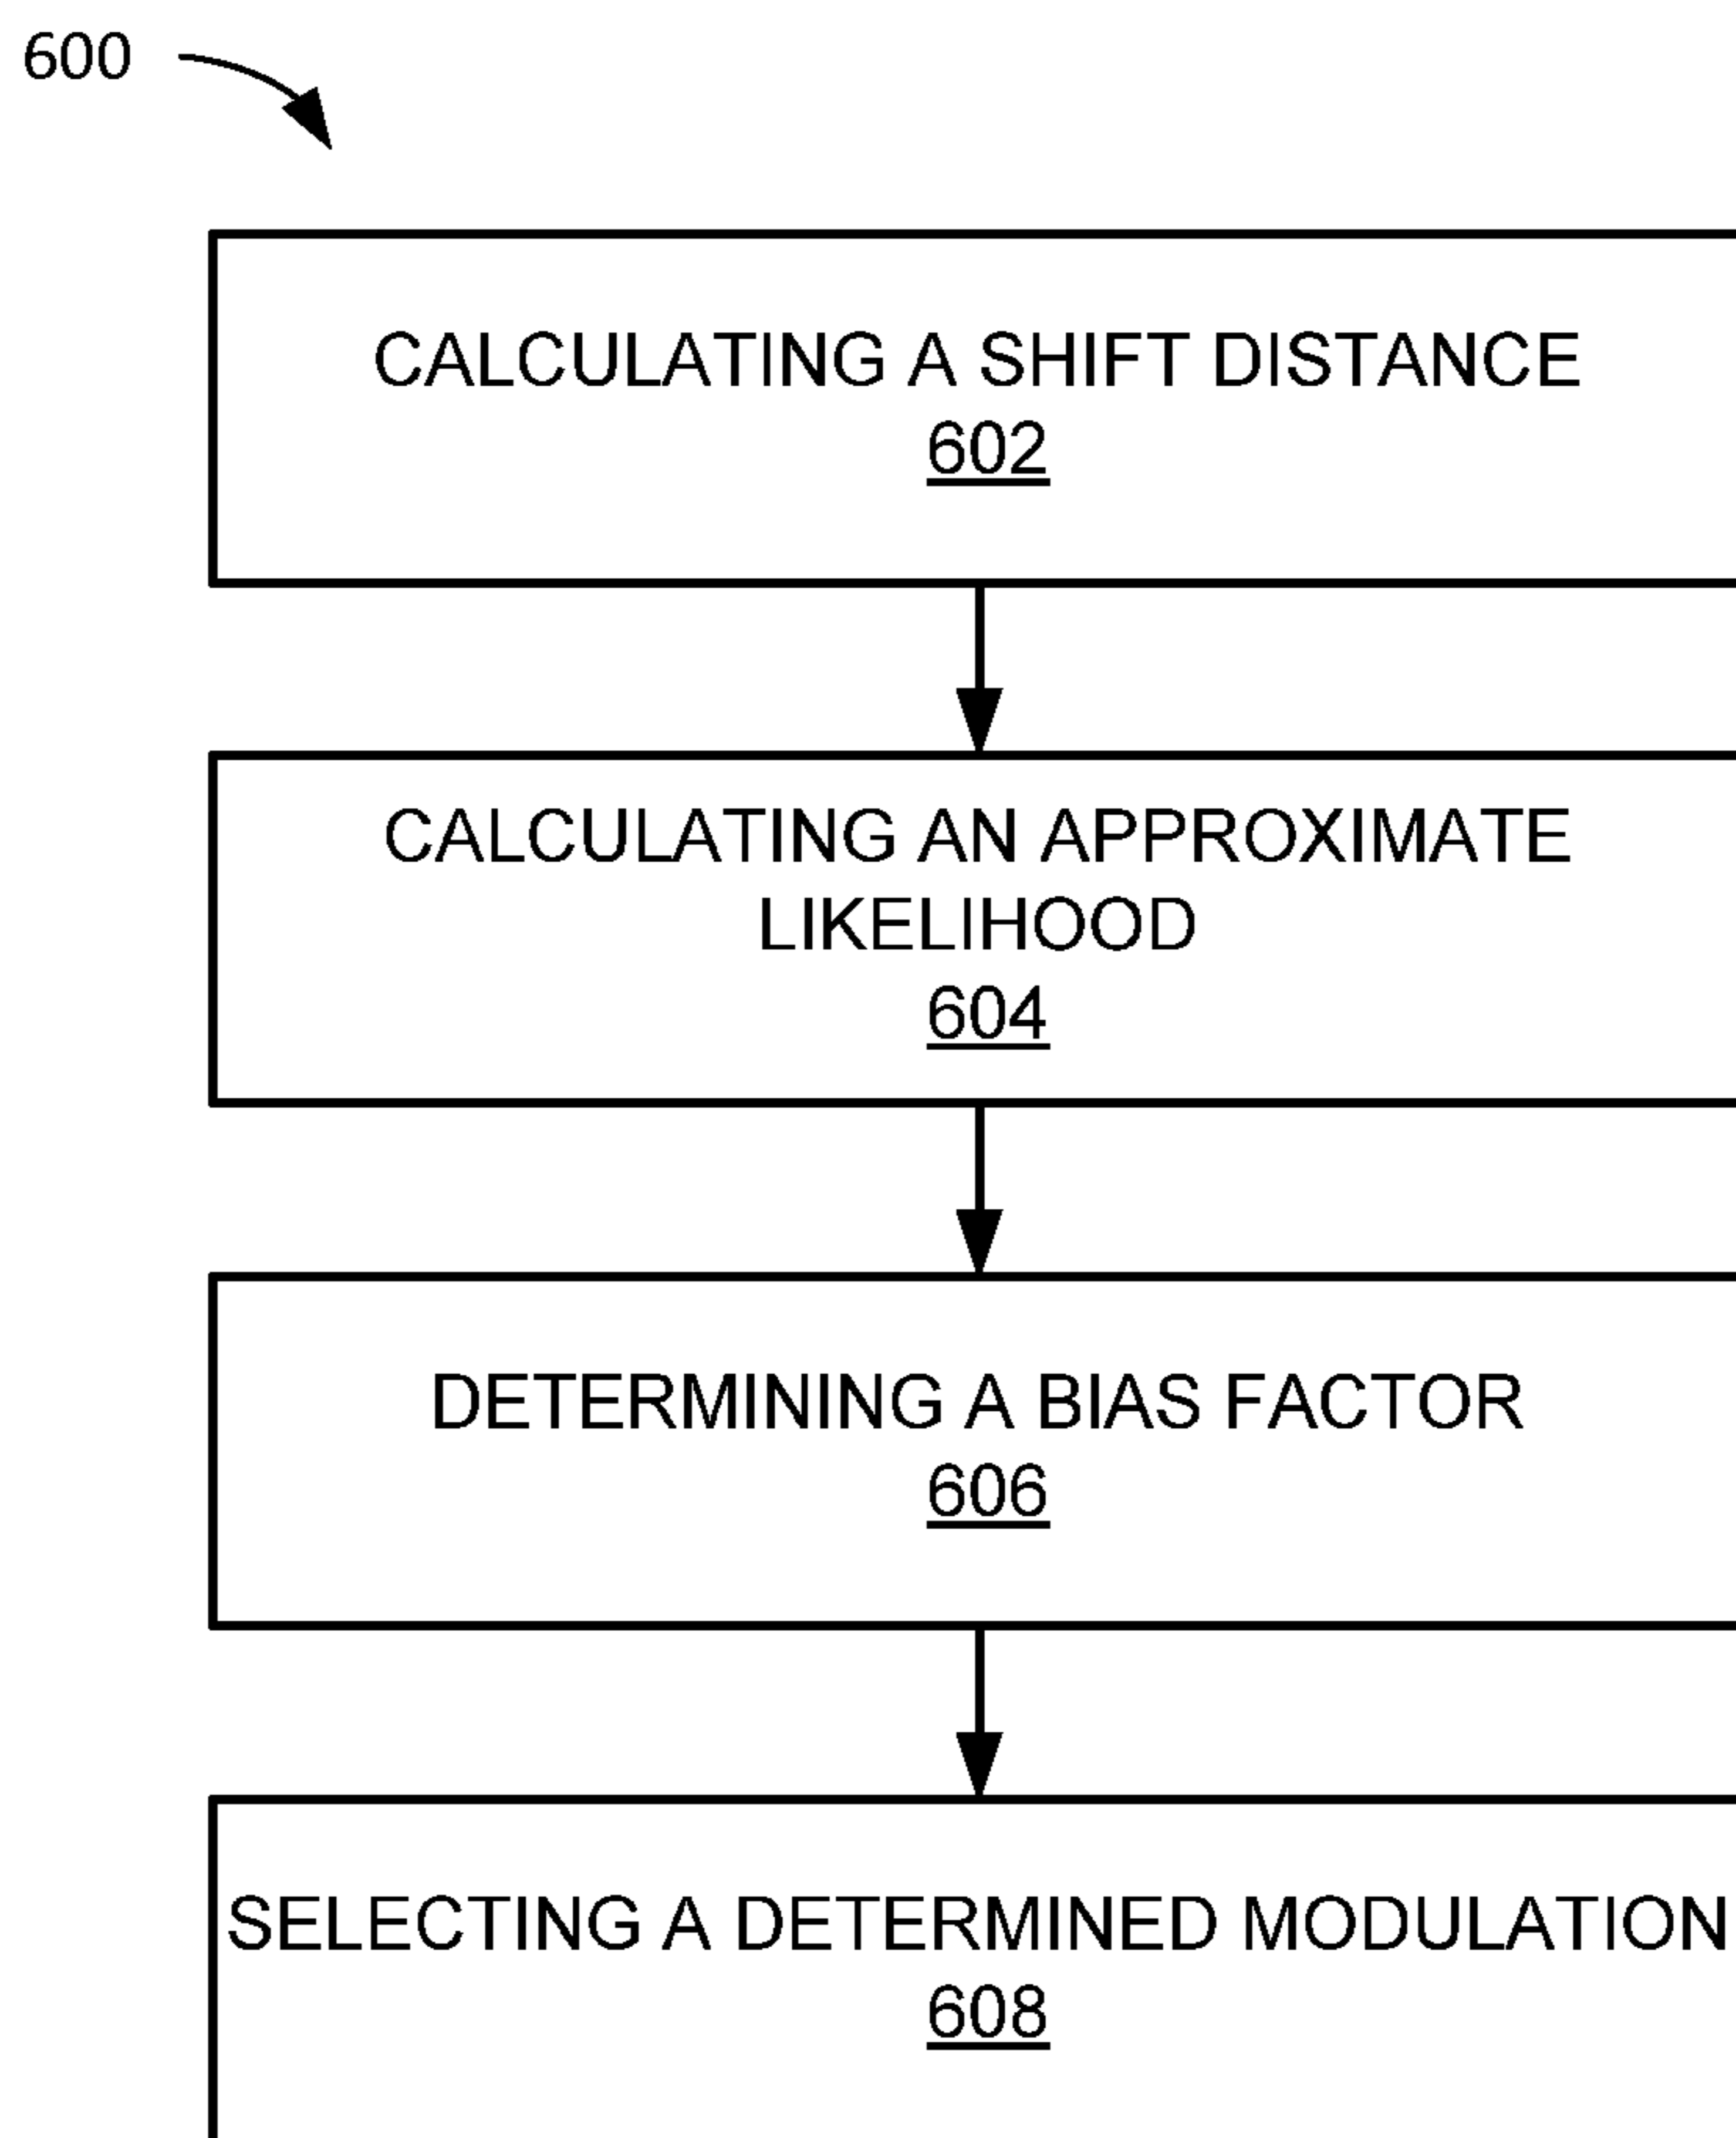 600
CALCULATING A SHIFT DISTANCE
602
CALCULATING AN APPROXIMATE
LIKELIHOOD
604
DETERMINING A BIAS FACTOR
606
SELECTING A DETERMINED MODULATION
608